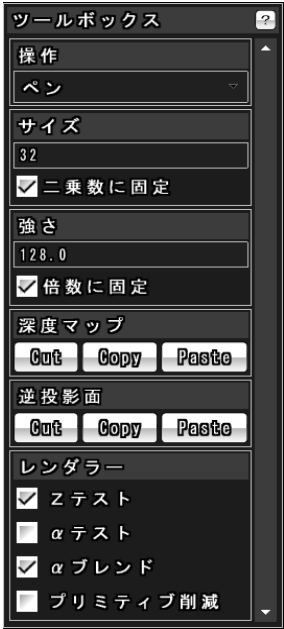 ツールボックス ?
操作
ペン
サイズ
32
二乗数に固定
強さ
128.0
倍数に固定
深度マップ
Cut Copy Paste
逆投影面
Cut Copy Paste
レンダラー
Zテスト
αテスト
αブレンド
プリミティブ削減